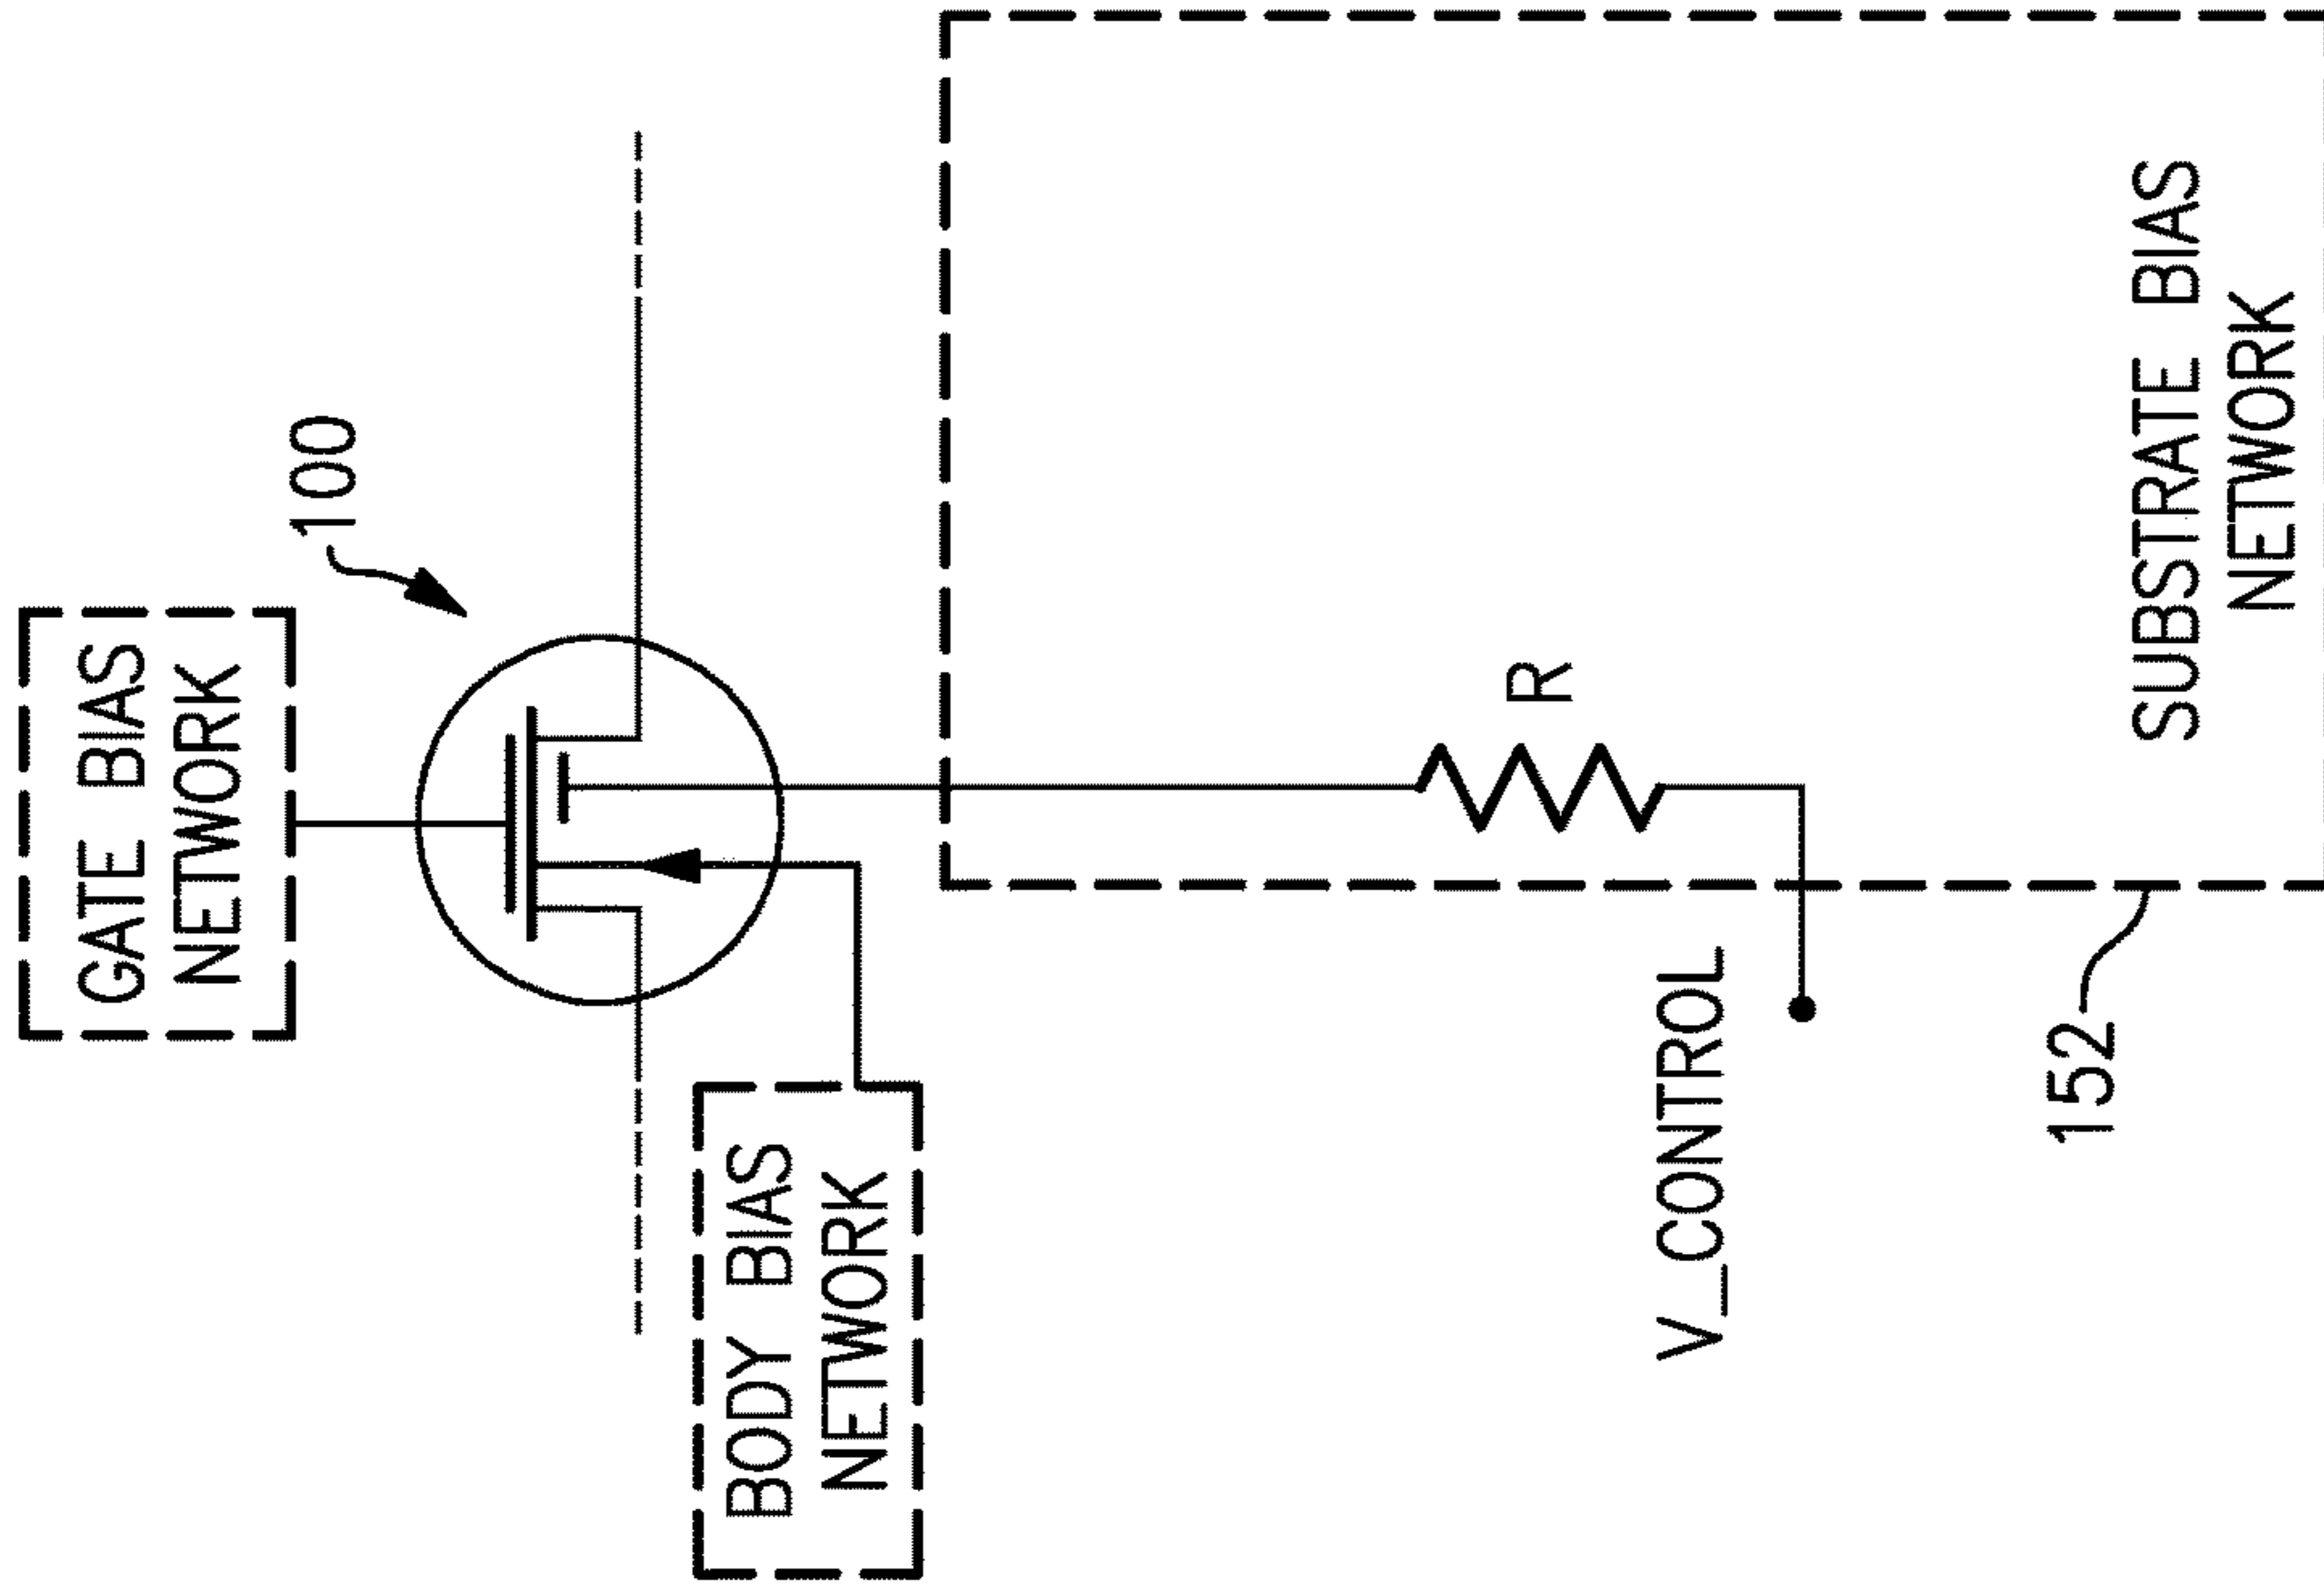 GATE BIAS
NETWORK
100
BODY BIAS
NETWORK
R
V_CONTROL
152
SUBSTRATE BIAS
NETWORK